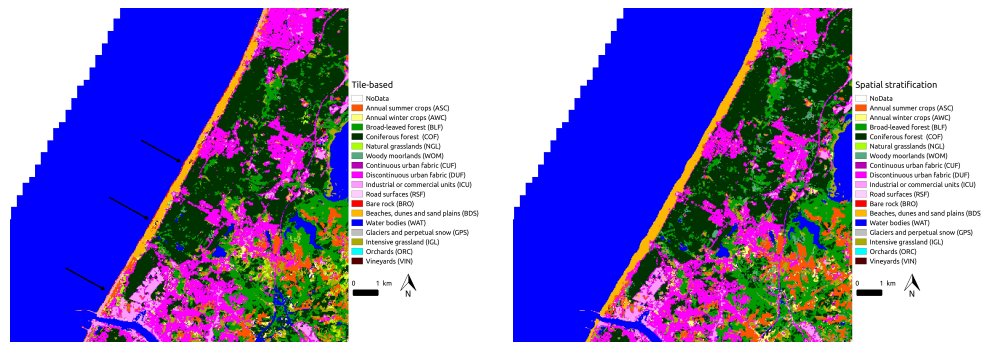 Tile-based
NoData
Annual summer crops (ASC)
Annual winter crops (AWC)
Broad-leaved forest (BLF)
Coniferous forest (COF)
Natural grasslands (NGL)
Woody moorlands (WOM)
Continuous urban fabric (CUF)
Discontinuous urban fabric (DUF)
Industrial or commercial units (ICU)
Road surfaces (RSF)
Bare rock (BRO)
Beaches, dunes and sand plains (BDS)
Water bodies (WAT)
Glaciers and perpetual snow (GPS)
Intensive grassland (IGL)
Orchards (ORC)
Vineyards (VIN)
0 1 km
N
Spatial stratification
NoData
Annual summer crops (ASC)
Annual winter crops (AWC)
Broad-leaved forest (BLF)
Coniferous forest (COF)
Natural grasslands (NGL)
Woody moorlands (WOM)
Continuous urban fabric (CUF)
Discontinuous urban fabric (DUF)
Industrial or commercial units (ICU)
Road surfaces (RSF)
Bare rock (BRO)
Beaches, dunes and sand plains (BDS)
Water bodies (WAT)
Glaciers and perpetual snow (GPS)
Intensive grassland (IGL)
Orchards (ORC)
Vineyards (VIN)
0 1 km
N